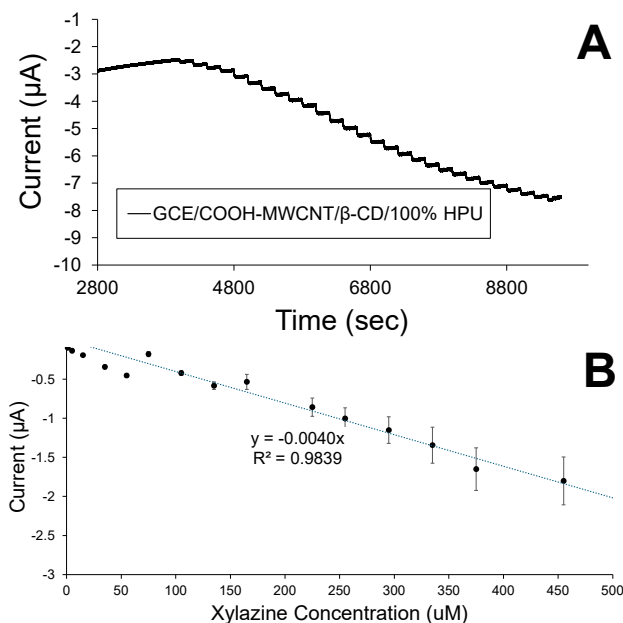 A
-1
-2
-3
-4
-5
-6
-7
-8
-9
-10
Current (µA)
GCE/COOH-MWCNT/β-CD/100% HPU
2800 4800 6800 8800
Time (sec)
B
-0.5
-1
-1.5
-2
-2.5
-3
Current (µA)
y = -0.0040x
R² = 0.9839
0 50 100 150 200 250 300 350 400 450 500
Xylazine Concentration (uM)